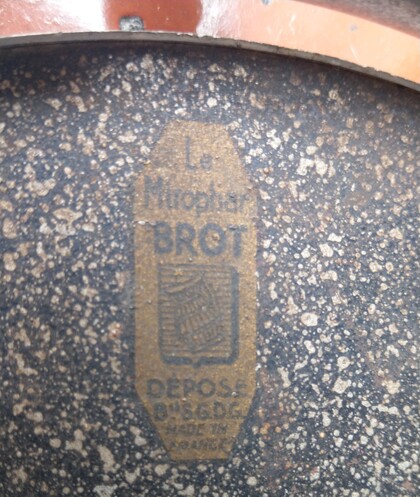 Le
Mirophar
BROT
DEPOSE
Bté S.G.D.G.
MADE IN
FRANCE